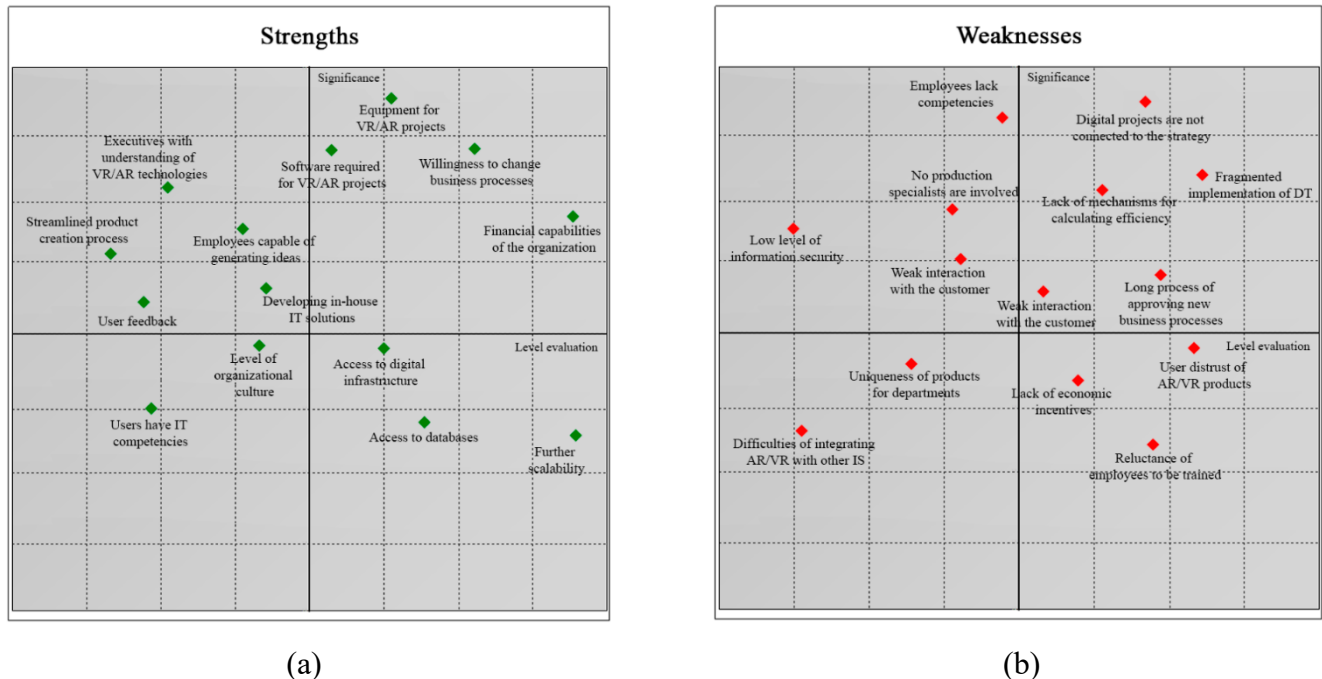 Strengths
Significance
Equipment for
VR/AR projects
Executives with
understanding of
VR/AR technologies
Software required
for VR/AR projects
Willingness to change
business processes
Streamlined product
creation process
Employees capable of
generating ideas
Financial capabilities
of the organization
User feedback
Developing in-house
IT solutions
Level evaluation
Level of
organizational
culture
Access to digital
infrastructure
Users have IT
competencies
Access to databases
Further
scalability
(a)
Weaknesses
Significance
Employees lack
competencies
Digital projects are not
connected to the strategy
No production
specialists are involved
Lack of mechanisms for
calculating efficiency
Fragmented
implementation of DT
Low level of
information security
Weak interaction
with the customer
Weak interaction
with the customer
Long process of
approving new
business processes
Level evaluation
Uniqueness of products
for departments
Lack of economic
incentives
User distrust of
AR/VR products
Difficulties of integrating
AR/VR with other IS
Reluctance of
employees to be trained
(b)